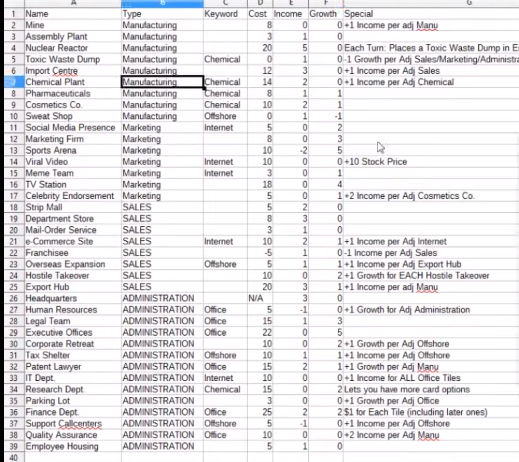 A B C D E F G
1 Name Type Keyword Cost Income Growth Special
2 Mine Manufacturing 8 0 0 +1 Income per adj Manu
3 Assembly Plant Manufacturing 3 1 0
4 Nuclear Reactor Manufacturing 20 5 0 Each Turn: Places a Toxic Waste Dump in E
5 Toxic Waste Dump Manufacturing Chemical 0 1 0 -1 Growth per Adj Sales/Marketing/Administra
6 Import Centre Manufacturing 12 3 0 +1 Income per Adj Sales
7 Chemical Plant Manufacturing Chemical 14 2 0 +1 Income per Adj Chemical
8 Pharmaceuticals Manufacturing Chemical 8 1 1
9 Cosmetics Co. Manufacturing Chemical 10 2 1
10 Sweat Shop Manufacturing Offshore 0 1 -1
11 Social Media Presence Marketing Internet 5 0 2
12 Marketing Firm Marketing 8 0 3
13 Sports Arena Marketing 10 -2 5
14 Viral Video Marketing Internet 10 0 0 +10 Stock Price
15 Meme Team Marketing Internet 3 0 1
16 TV Station Marketing 18 0 4
17 Celebrity Endorsement Marketing 5 0 1 +2 Income per Adj Cosmetics Co.
18 Strip Mall SALES 5 2 0
19 Department Store SALES 8 3 0
20 Mail-Order Service SALES 3 1 0
21 e-Commerce Site SALES Internet 10 2 1 +1 Income per Adj Internet
22 Franchisee SALES -5 1 0 -1 Income per Adj Sales
23 Overseas Expansion SALES Offshore 5 1 1 +1 Income per Adj Export Hub
24 Hostile Takeover SALES 10 0 2 +1 Growth for EACH Hostile Takeover
25 Export Hub SALES 20 3 1 +1 Income per adj Manu
26 Headquarters ADMINISTRATION N/A 3 0
27 Human Resources ADMINISTRATION Office 5 -1 0 +1 Growth for Adj Administration
28 Legal Team ADMINISTRATION Office 15 1 3
29 Executive Offices ADMINISTRATION Office 22 0 5
30 Corporate Retreat ADMINISTRATION 10 0 2 +1 Growth per Adj Offshore
31 Tax Shelter ADMINISTRATION Offshore 10 1 1 +1 Income per Adj Offshore
32 Patent Lawyer ADMINISTRATION Office 15 2 1 +1 Growth per Adj Manu
33 IT Dept. ADMINISTRATION Internet 10 0 0 +1 Income for ALL Office Tiles
34 Research Dept. ADMINISTRATION Chemical 15 0 2 Lets you have more card options
35 Parking Lot ADMINISTRATION 3 0 0 +1 Growth per Adj Office
36 Finance Dept. ADMINISTRATION Office 25 2 2 $1 for Each Tile (including later ones)
37 Support Callcenters ADMINISTRATION Offshore 5 -1 0 +1 Income per Adj Offshore
38 Quality Assurance ADMINISTRATION Office 10 0 0 +2 Income per Adj Manu
39 Employee Housing ADMINISTRATION 5 1 0
40